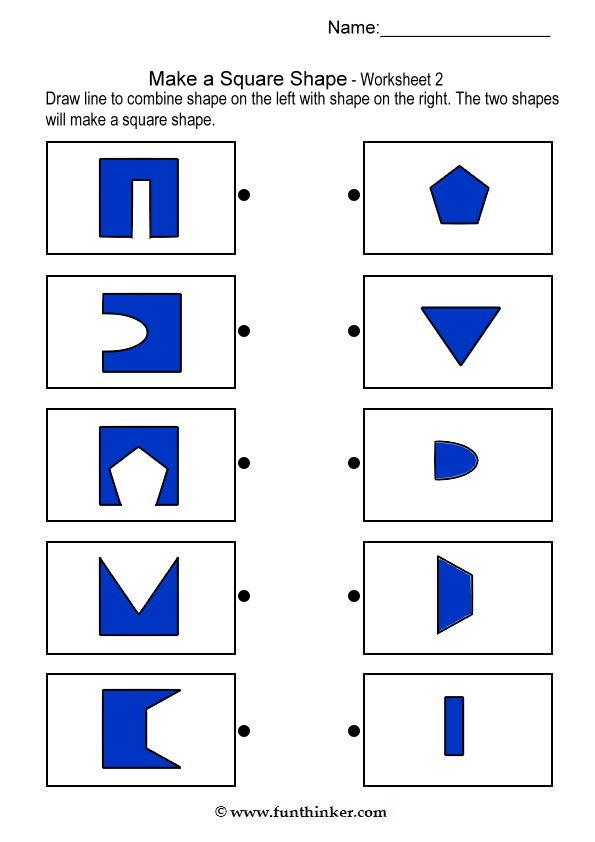 Name:_________________
Make a Square Shape - Worksheet 2
Draw line to combine shape on the left with shape on the right. The two shapes
will make a square shape.
© www.funthinker.com